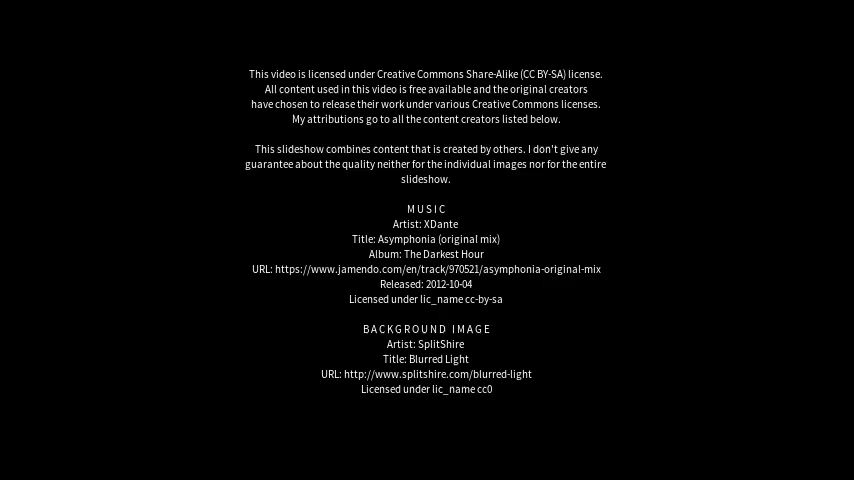 This video is licensed under Creative Commons Share-Alike (CC BY-SA) license.
All content used in this video is free available and the original creators
have chosen to release their work under various Creative Commons licenses.
My attributions go to all the content creators listed below.
This slideshow combines content that is created by others. I don't give any
guarantee about the quality neither for the individual images nor for the entire
slideshow.
MUSIC
Artist: XDante
Title: Asymphonia (original mix)
Album: The Darkest Hour
URL: https://www.jamendo.com/en/track/970521/asymphonia-original-mix
Released: 2012-10-04
Licensed under lic_name cc-by-sa
BACKGROUND IMAGE
Artist: SplitShire
Title: Blurred Light
URL: http://www.splitshire.com/blurred-light
Licensed under lic_name cc0